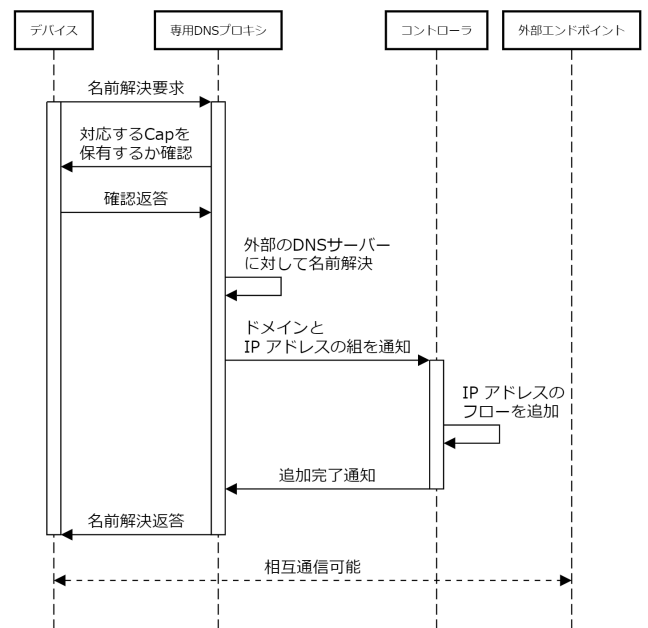 デバイス
専用DNSプロキシ
コントローラ
外部エンドポイント
名前解決要求
対応するCapを
保有するか確認
確認返答
外部のDNSサーバー
に対して名前解決
ドメインと
IP アドレスの組を通知
IP アドレスの
フローを追加
追加完了通知
名前解決返答
相互通信可能